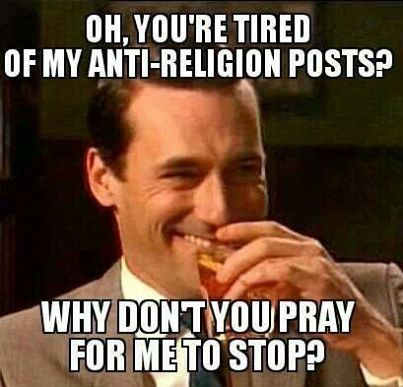 OH, YOU'RE TIRED
OF MY ANTI-RELIGION POSTS?
WHY DON'T YOU PRAY
FOR ME TO STOP?